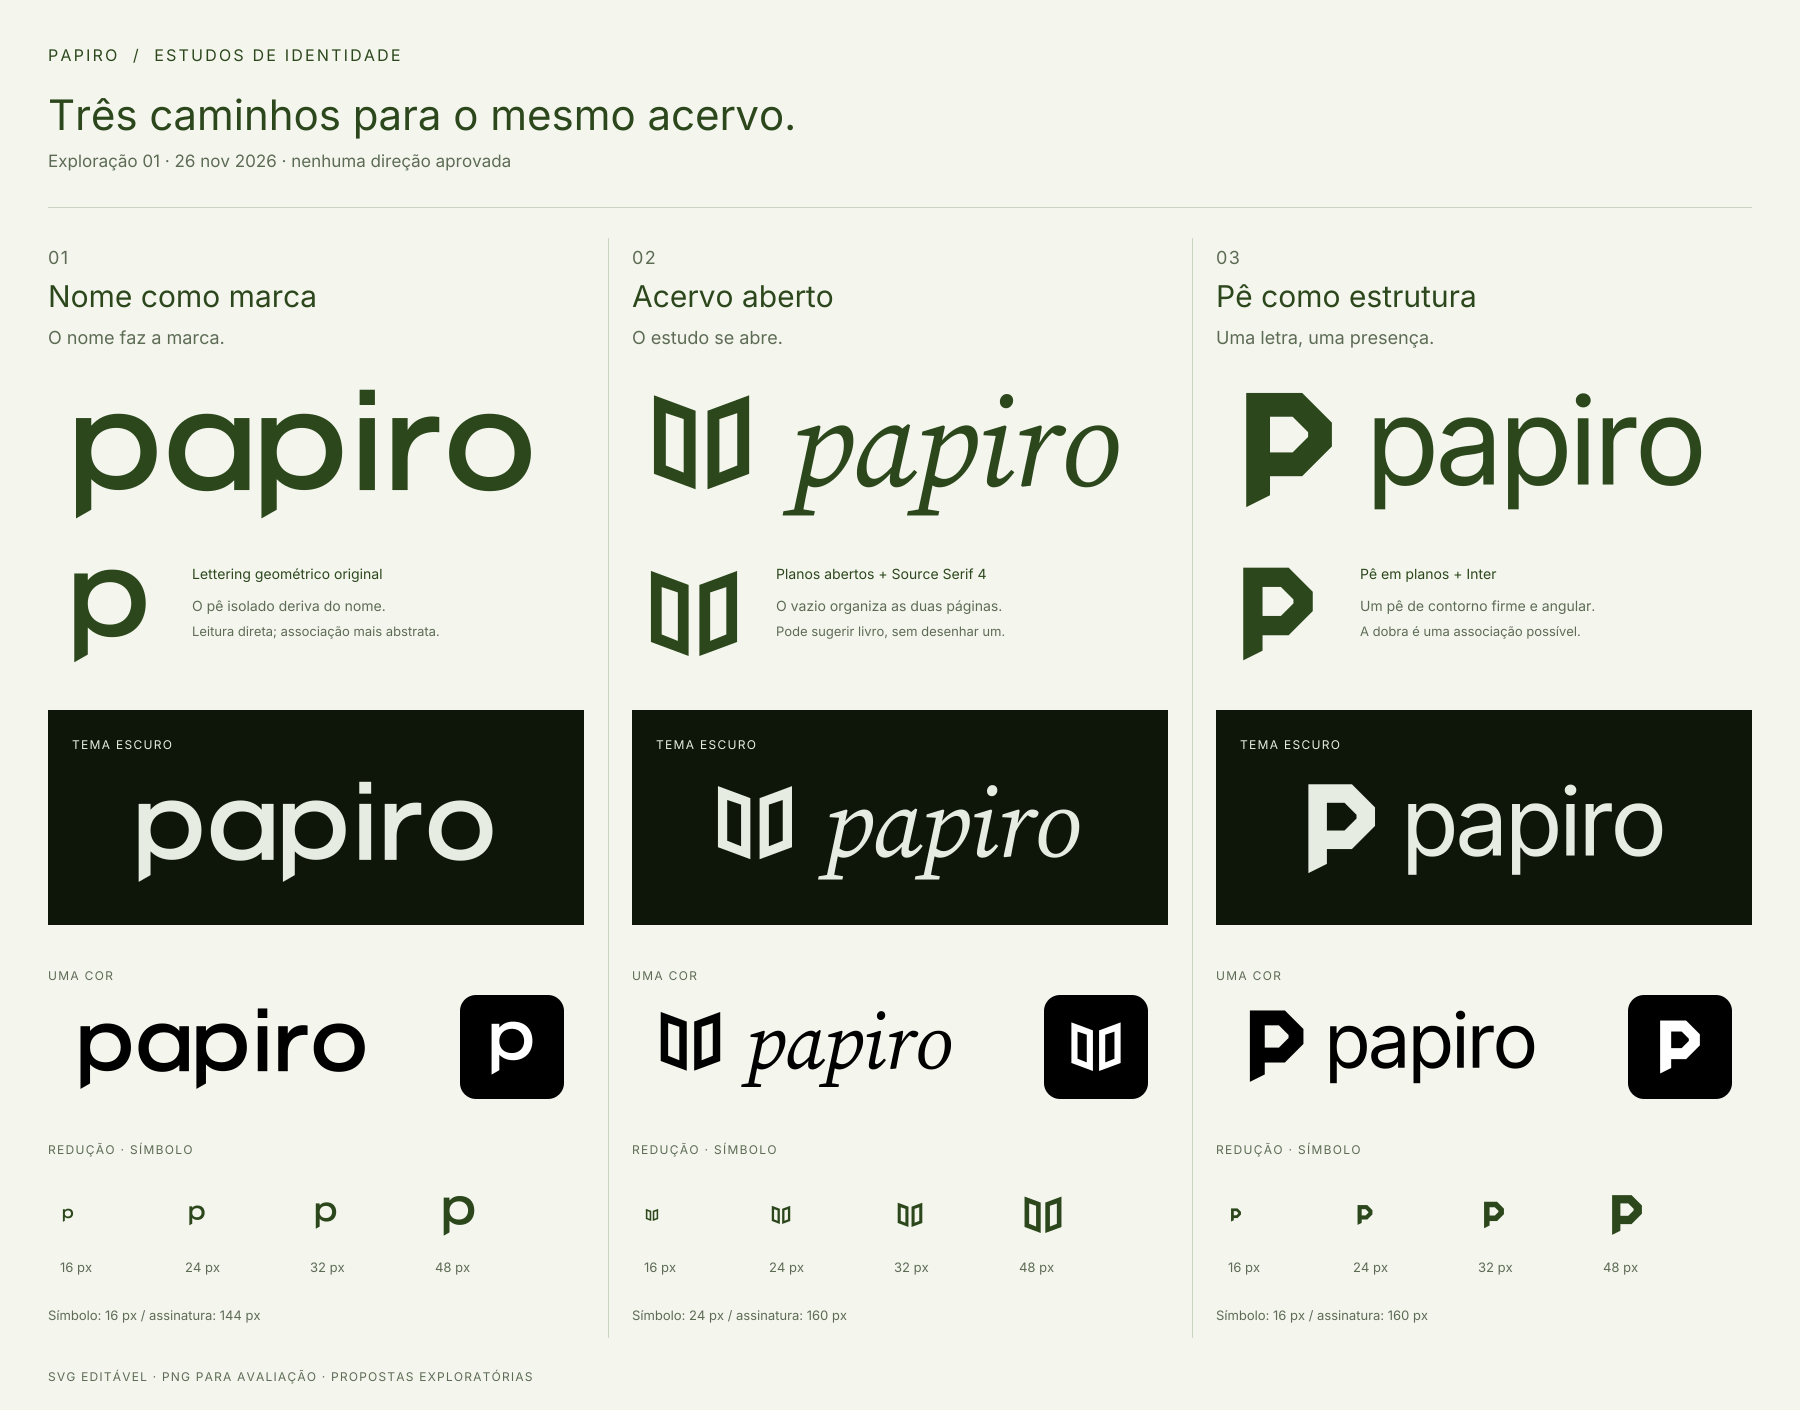 PAPIRO / ESTUDOS DE IDENTIDADE
Três caminhos para o mesmo acervo.
Exploração 01 · 26 nov 2026 · nenhuma direção aprovada
01
Nome como marca
O nome faz a marca.
papiro
p
Lettering geométrico original
O pê isolado deriva do nome.
Leitura direta; associação mais abstrata.
TEMA ESCURO
papiro
UMA COR
papiro
p
REDUÇÃO · SÍMBOLO
p p p p
16 px 24 px 32 px 48 px
Símbolo: 16 px / assinatura: 144 px
02
Acervo aberto
O estudo se abre.
papiro
Planos abertos + Source Serif 4
O vazio organiza as duas páginas.
Pode sugerir livro, sem desenhar um.
TEMA ESCURO
papiro
UMA COR
papiro
REDUÇÃO · SÍMBOLO
16 px 24 px 32 px 48 px
Símbolo: 24 px / assinatura: 160 px
03
Pê como estrutura
Uma letra, uma presença.
P papiro
P
Pê em planos + Inter
Um pê de contorno firme e angular.
A dobra é uma associação possível.
TEMA ESCURO
P papiro
UMA COR
P papiro
P
REDUÇÃO · SÍMBOLO
P P P P
16 px 24 px 32 px 48 px
Símbolo: 16 px / assinatura: 160 px
SVG EDITÁVEL · PNG PARA AVALIAÇÃO · PROPOSTAS EXPLORATÓRIAS